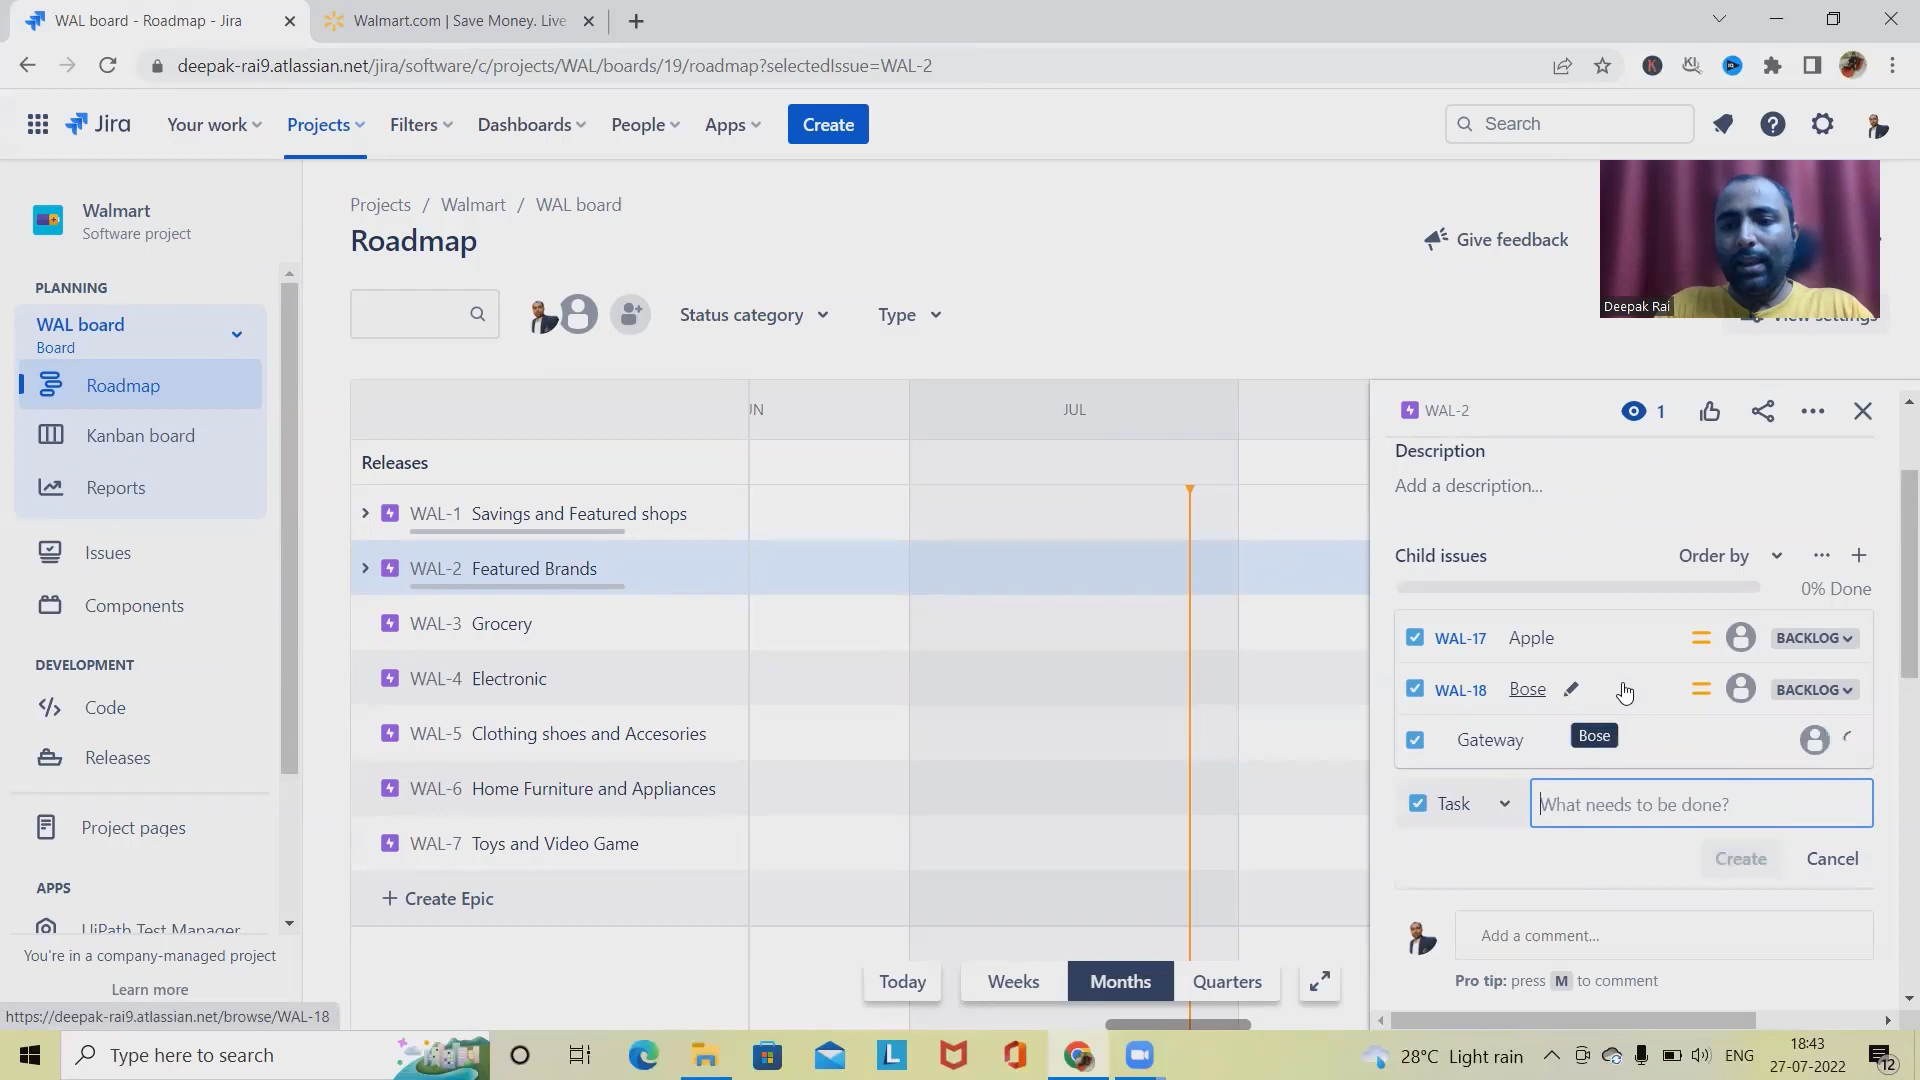 WAL board - Roadmap - Jira
Walmart.com | Save Money. Live
deepak-rai9.atlassian.net/jira/software/c/projects/WAL/boards/19/roadmap?selectedIssue=WAL-2
Jira
Your work
Projects
Filters
Dashboards
People
Apps
Create
Search
Walmart
Software project
PLANNING
WAL board
Board
Roadmap
Kanban board
Reports
Issues
Components
DEVELOPMENT
Code
Releases
Project pages
APPS
UiPath Test Manager
You're in a company-managed project
Learn more
https://deepak-rai9.atlassian.net/browse/WAL-18
Projects / Walmart / WAL board
Roadmap
Give feedback
Deepak Rai
Status category
Type
View settings
JUL
Releases
WAL-1 Savings and Featured shops
WAL-2 Featured Brands
WAL-3 Grocery
WAL-4 Electronic
WAL-5 Clothing shoes and Accesories
WAL-6 Home Furniture and Appliances
WAL-7 Toys and Video Game
+ Create Epic
Today
Weeks
Months
Quarters
WAL-2
1
Description
Add a description...
Child issues
Order by
0% Done
WAL-17 Apple BACKLOG
WAL-18 Bose BACKLOG
Gateway
Bose
Task
What needs to be done?
Create
Cancel
Add a comment...
Pro tip: press M to comment
Type here to search
28°C Light rain
ENG
18:43
27-07-2022
12